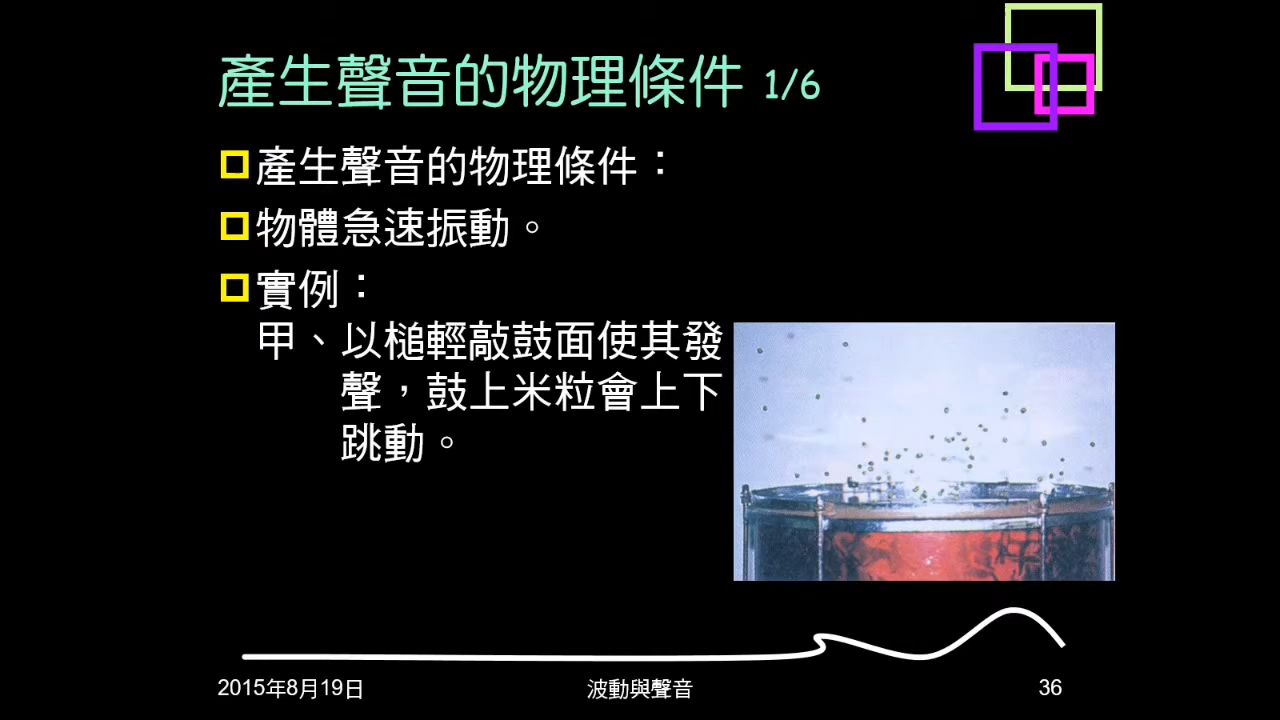 產生聲音的物理條件 1/6
產生聲音的物理條件：
物體急速振動。
實例：
甲、以槌輕敲鼓面使其發
聲，鼓上米粒會上下
跳動。
2015年8月19日
波動與聲音
36